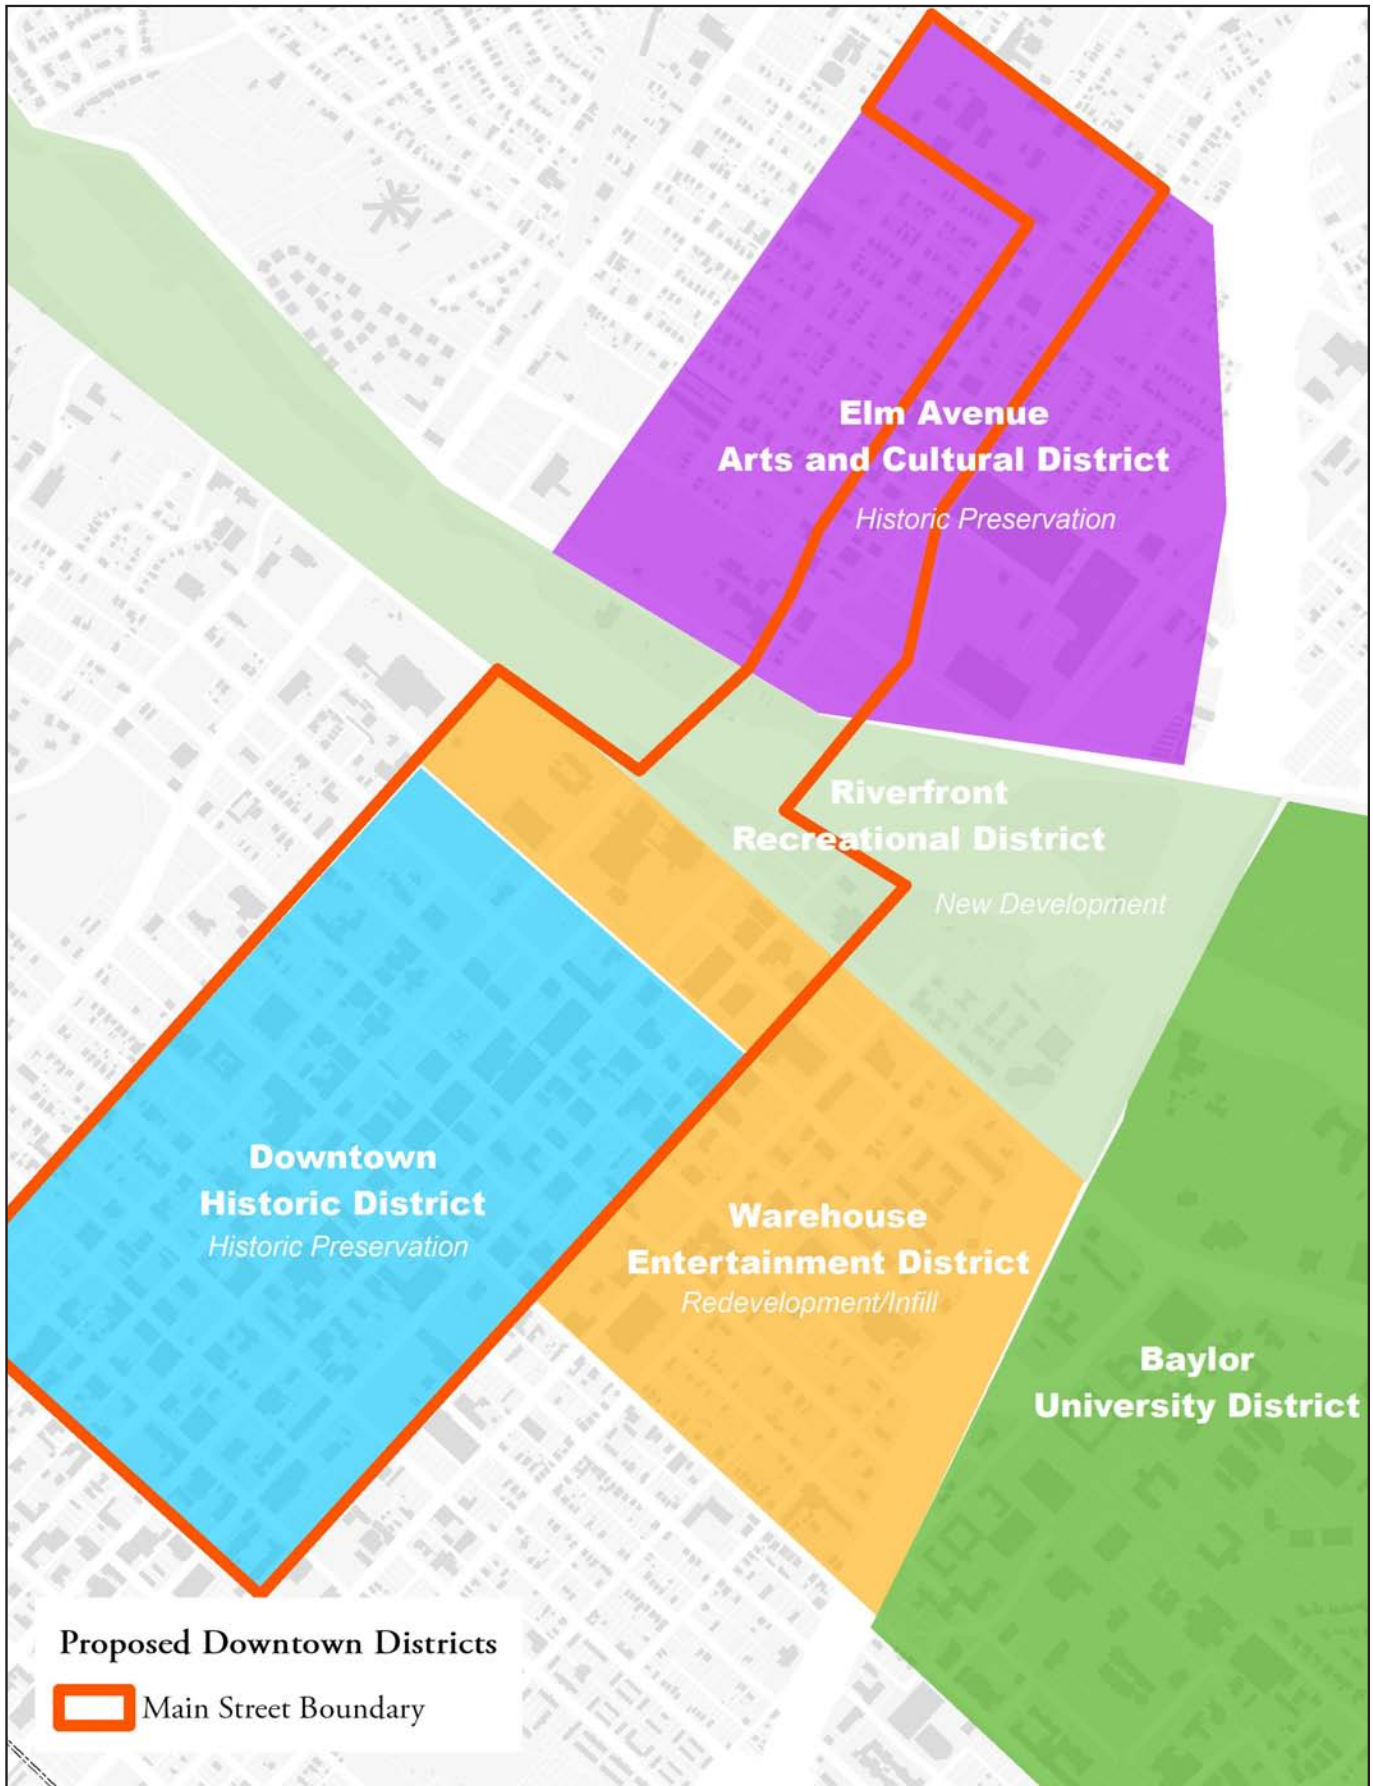 Elm Avenue
Arts and Cultural District
Historic Preservation
Riverfront
Recreational District
New Development
Downtown
Historic District
Historic Preservation
Warehouse
Entertainment District
Redevelopment/Infill
Baylor
University District
Proposed Downtown Districts
Main Street Boundary